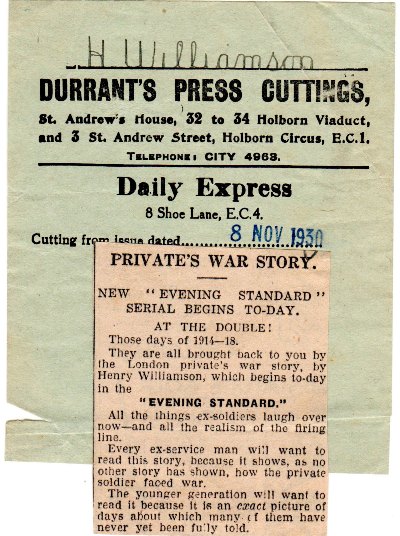 H Williamson
DURRANT'S PRESS CUTTINGS,
St. Andrew's House, 32 to 34 Holborn Viaduct,
and 3 St. Andrew Street, Holborn Circus, E.C.1.
TELEPHONE: CITY 4963.
Daily Express
8 Shoe Lane, E.C.4.
Cutting from issue dated 8 NOV 1930
PRIVATE'S WAR STORY.
NEW "EVENING STANDARD"
SERIAL BEGINS TO-DAY.
AT THE DOUBLE!
Those days of 1914—18.
They are all brought back to you by
the London private's war story, by
Henry Williamson, which begins to-day
in the
"EVENING STANDARD."
All the things ex-soldiers laugh over
now—and all the realism of the firing
line.
Every ex-service man will want to
read this story, because it shows, as no
other story has shown, how the private
soldier faced war.
The younger generation will want to
read it because it is an exact picture of
days about which many of them have
never yet been fully told.